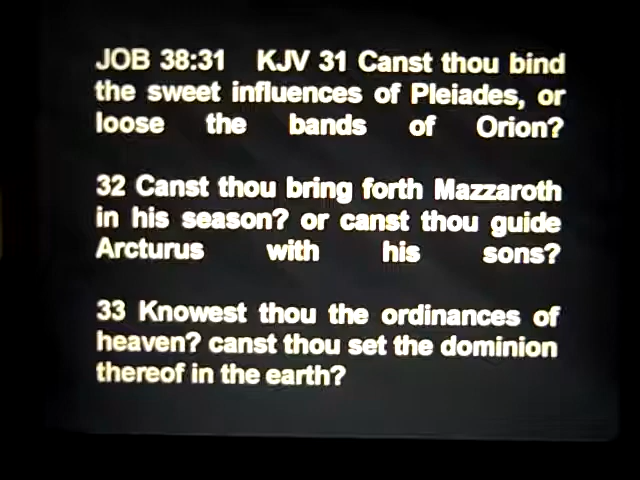 JOB 38:31 KJV 31 Canst thou bind
the sweet influences of Pleiades, or
loose the bands of Orion?
32 Canst thou bring forth Mazzaroth
in his season? or canst thou guide
Arcturus with his sons?
33 Knowest thou the ordinances of
heaven? canst thou set the dominion
thereof in the earth?